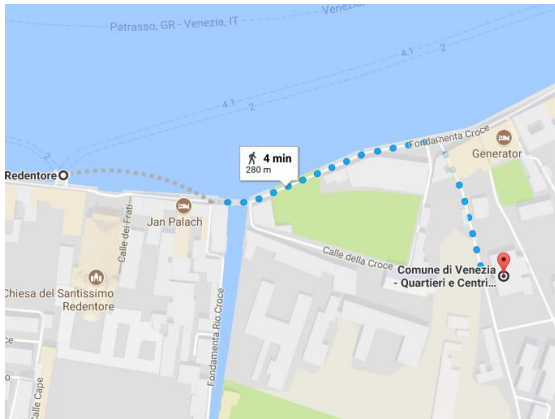 Venezia,
Patrasso, GR - Venezia, IT
4.1
2
4.1
2
4 min
280 m
Fondamenta Croce
Generator
Redentore
Jan Palach
Calle dei Frati
Calle della Croce
Comune di Venezia
- Quartieri e Centri...
Chiesa del Santissimo
Redentore
Fondamenta Rio Croce
ce
o
alle Cape